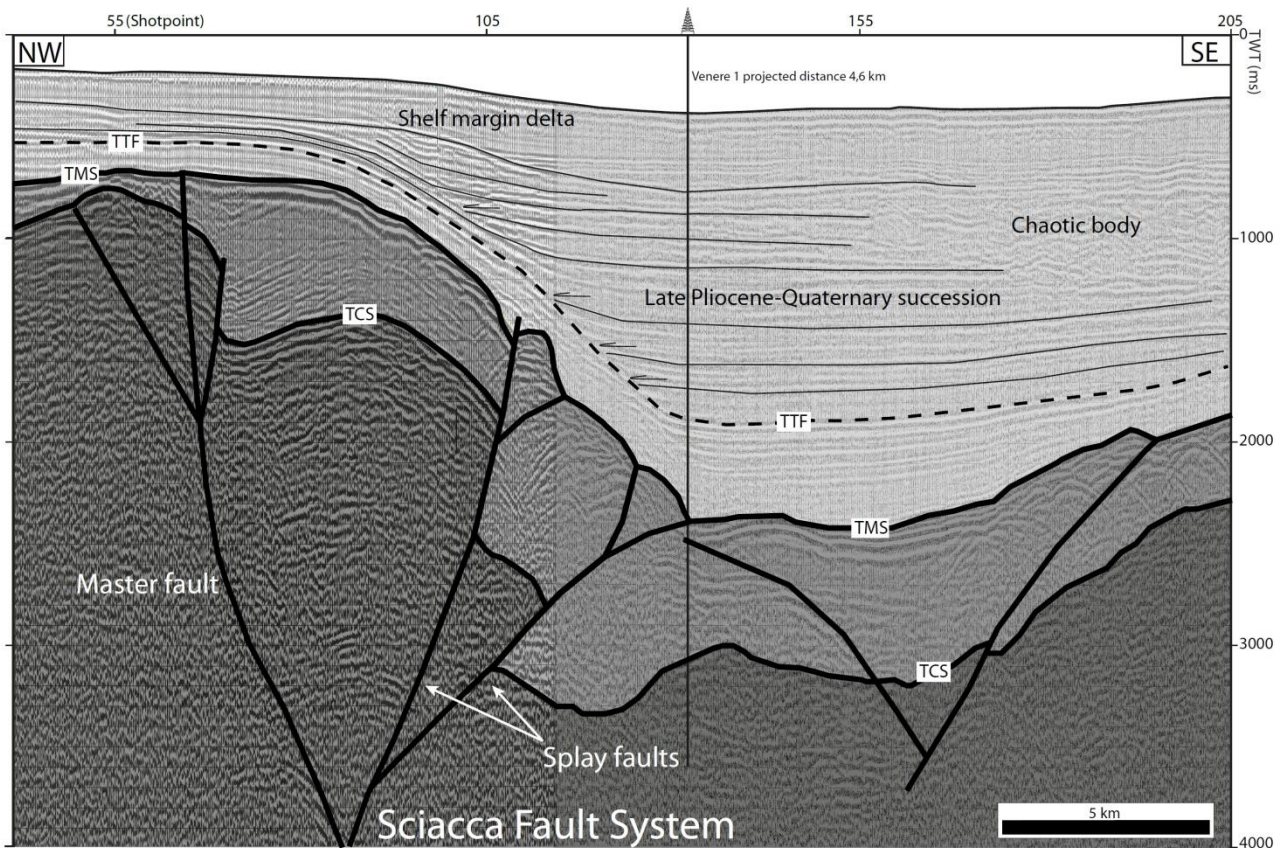 55 (Shotpoint)
105
155
205
0
TWT (ms)
NW
SE
Venere 1 projected distance 4,6 km
Shelf margin delta
TTF
TMS
Chaotic body
1000
Late Pliocene-Quaternary succession
TCS
TTF
2000
TMS
Master fault
3000
TCS
Splay faults
5 km
Sciacca Fault System
4000